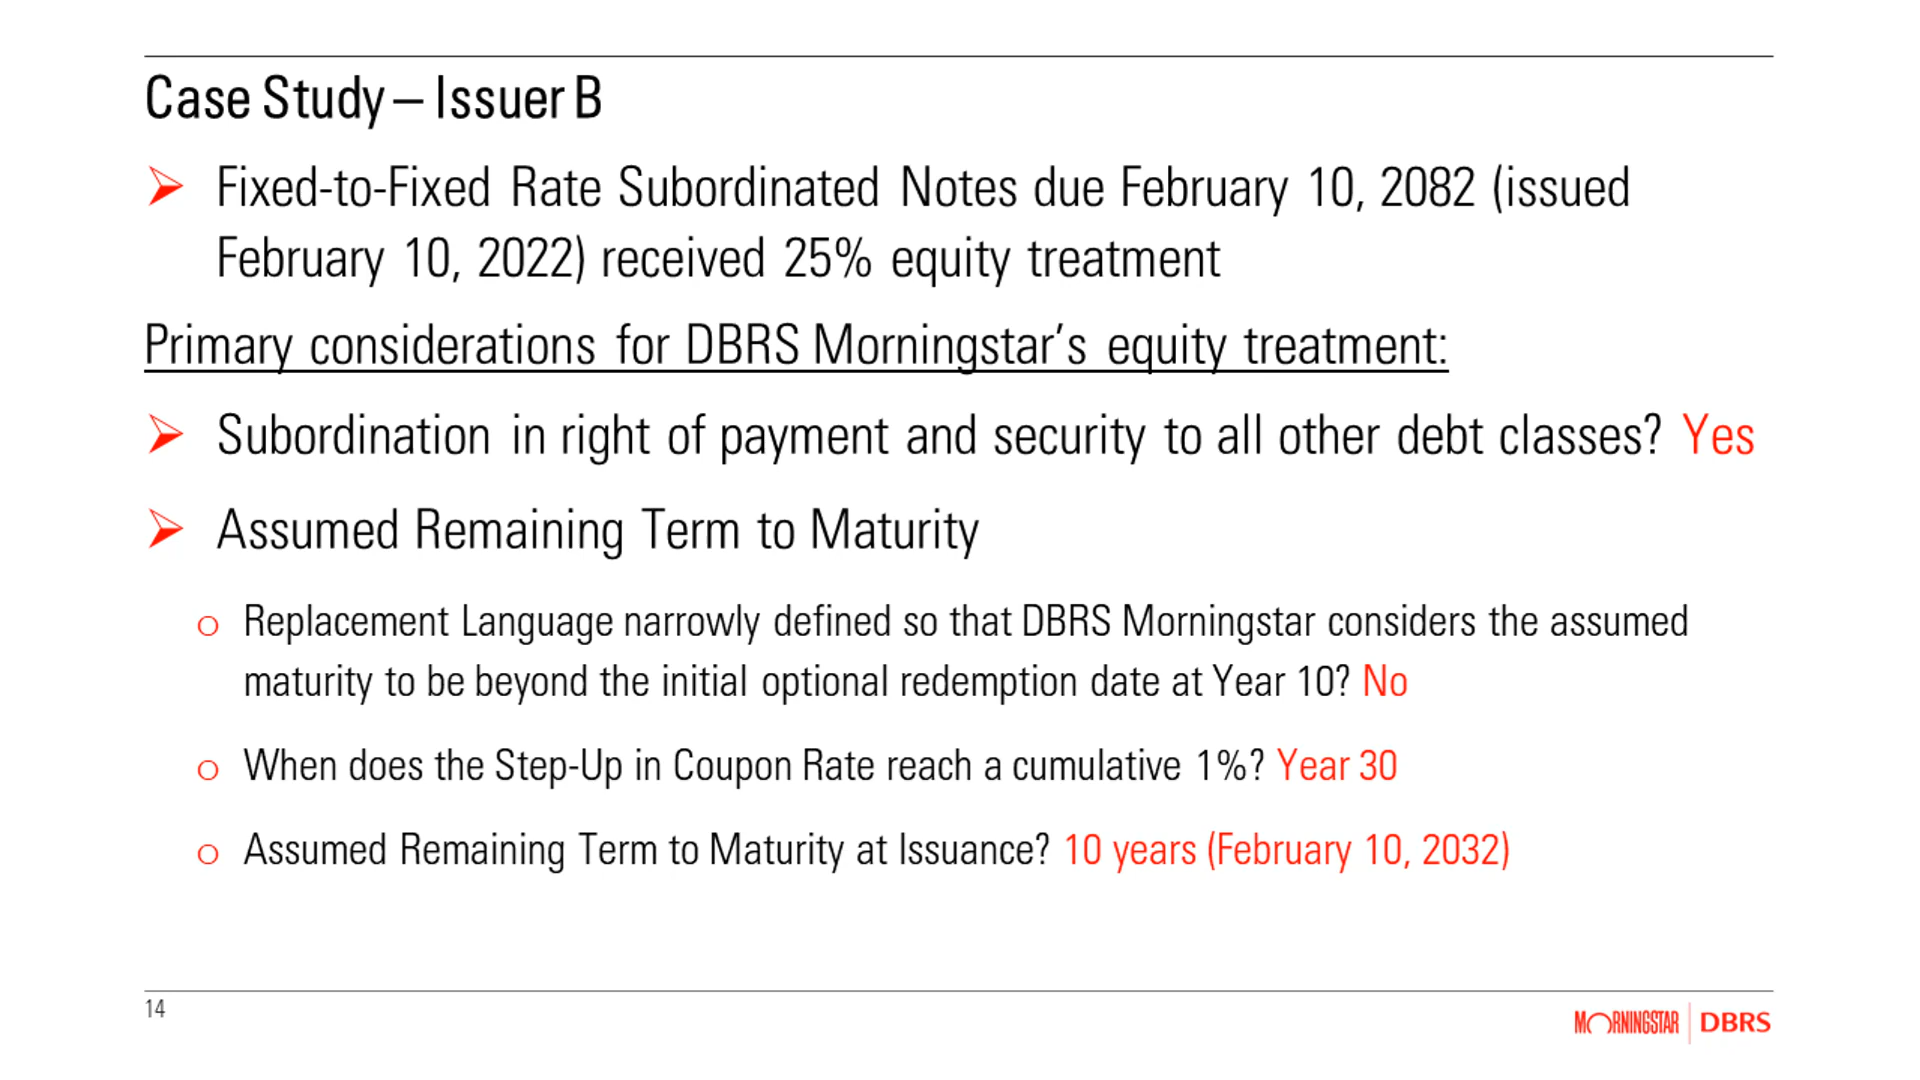 Case Study – Issuer B
Fixed-to-Fixed Rate Subordinated Notes due February 10, 2082 (issued
February 10, 2022) received 25% equity treatment
Primary considerations for DBRS Morningstar’s equity treatment:
Subordination in right of payment and security to all other debt classes? Yes
Assumed Remaining Term to Maturity
o Replacement Language narrowly defined so that DBRS Morningstar considers the assumed
maturity to be beyond the initial optional redemption date at Year 10? No
o When does the Step-Up in Coupon Rate reach a cumulative 1%? Year 30
o Assumed Remaining Term to Maturity at Issuance? 10 years (February 10, 2032)
14
MORNINGSTAR | DBRS